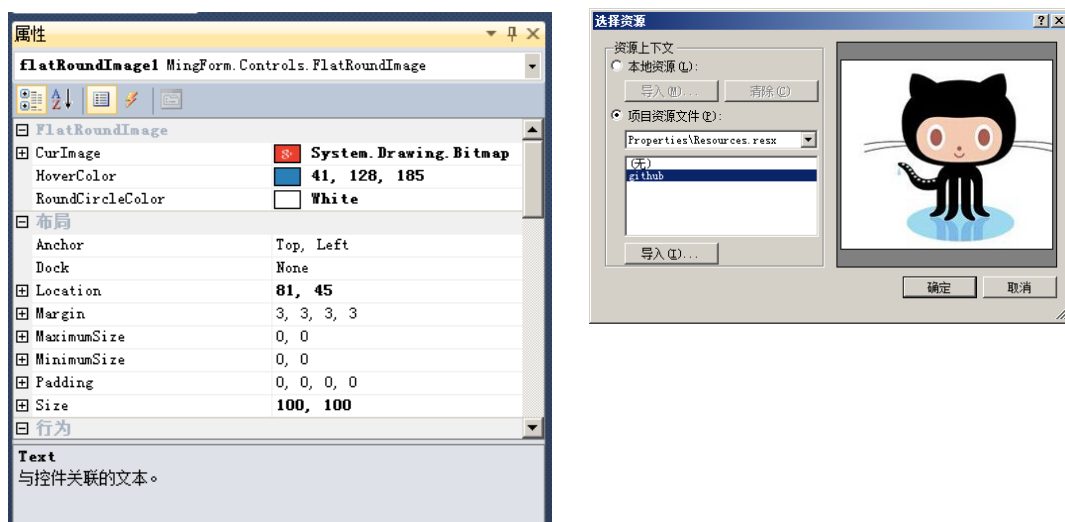 属性
flatRoundImage1 MingForm.Controls.FlatRoundImage
FlatRoundImage
CurImage System.Drawing.Bitmap
HoverColor 41, 128, 185
RoundCircleColor White
布局
Anchor Top, Left
Dock None
Location 81, 45
Margin 3, 3, 3, 3
MaximumSize 0, 0
MinimumSize 0, 0
Padding 0, 0, 0, 0
Size 100, 100
行为
Text
与控件关联的文本。
选择资源
资源上下文
本地资源(L):
导入(M)... 清除(C)
项目资源文件(P):
Properties\Resources.resx
(无)
github
导入(I)...
确定 取消